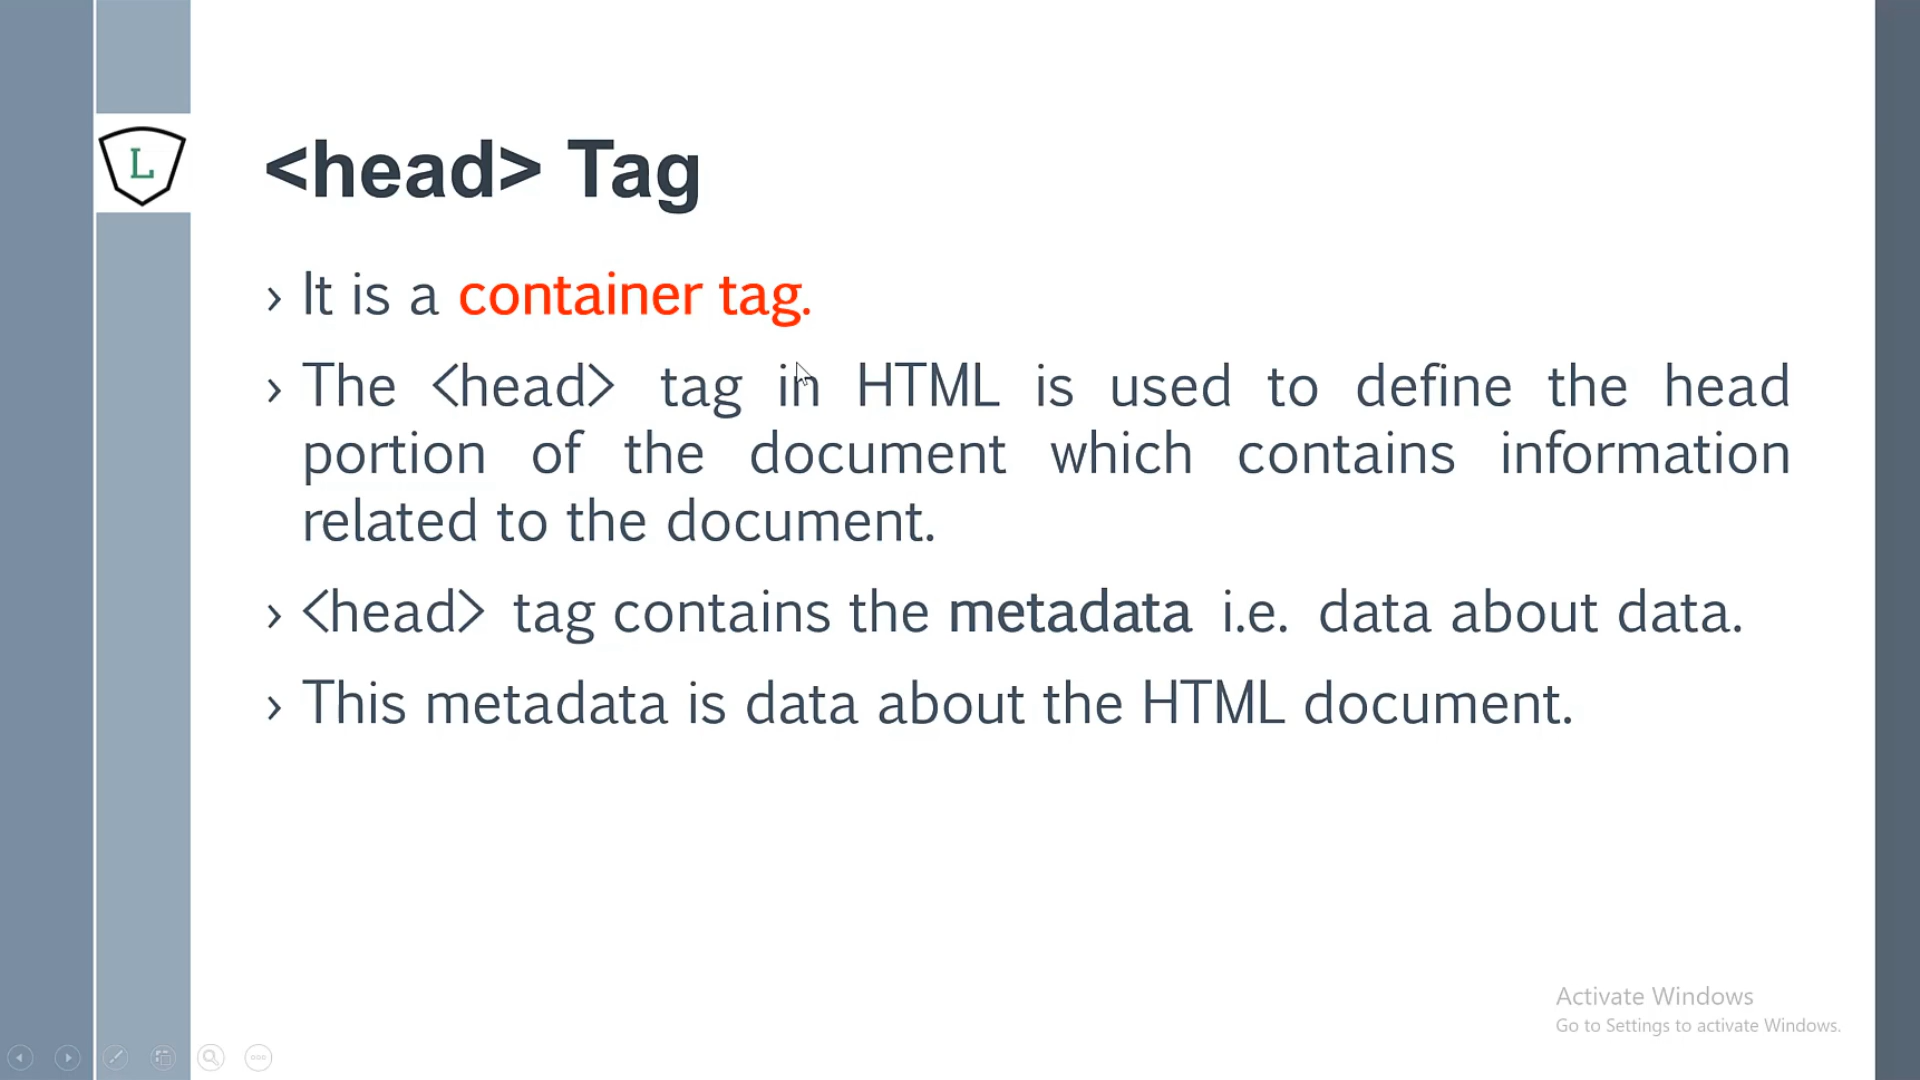 L
<head> Tag
› It is a container tag.
› The <head> tag in HTML is used to define the head
portion of the document which contains information
related to the document.
› <head> tag contains the metadata i.e. data about data.
› This metadata is data about the HTML document.
Activate Windows
Go to Settings to activate Windows.